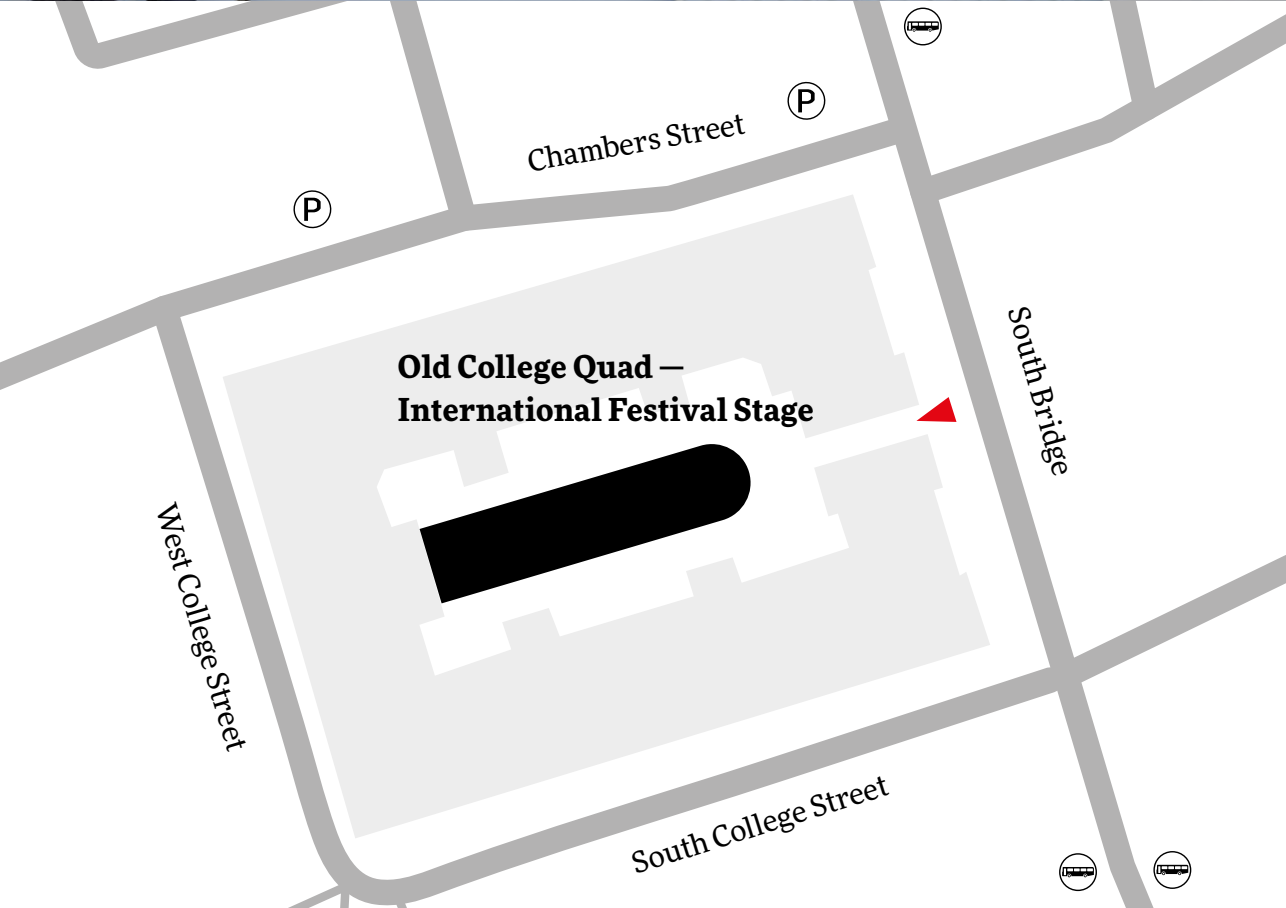 P
Chambers Street
P
Old College Quad —
International Festival Stage
South Bridge
West College Street
South College Street